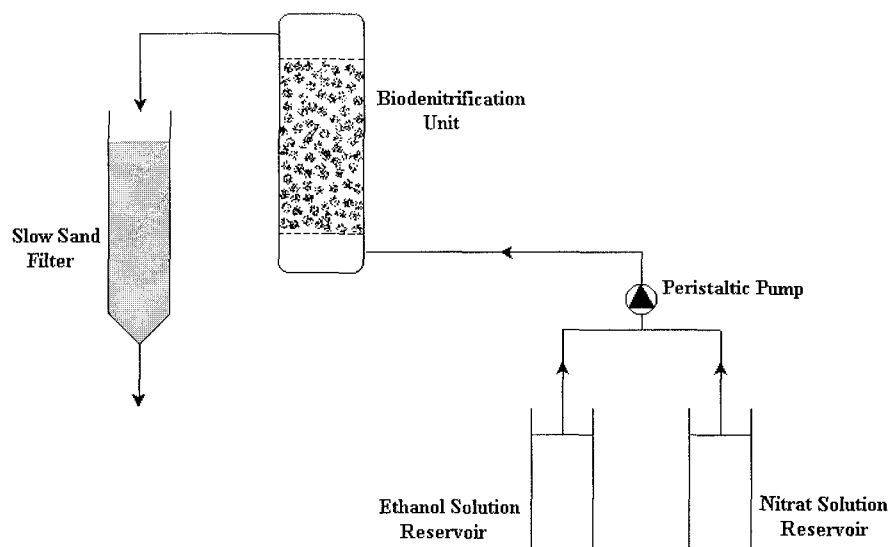 Biodenitrification
Unit
Slow Sand
Filter
Peristaltic Pump
Ethanol Solution
Reservoir
Nitrat Solution
Reservoir